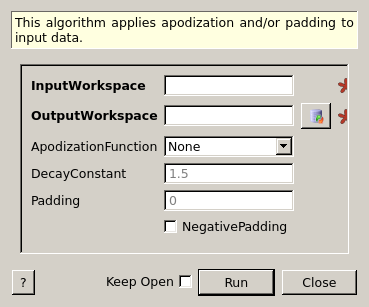 This algorithm applies apodization and/or padding to
input data.
InputWorkspace
OutputWorkspace
ApodizationFunction None
DecayConstant 1.5
Padding 0
NegativePadding
? Keep Open Run Close